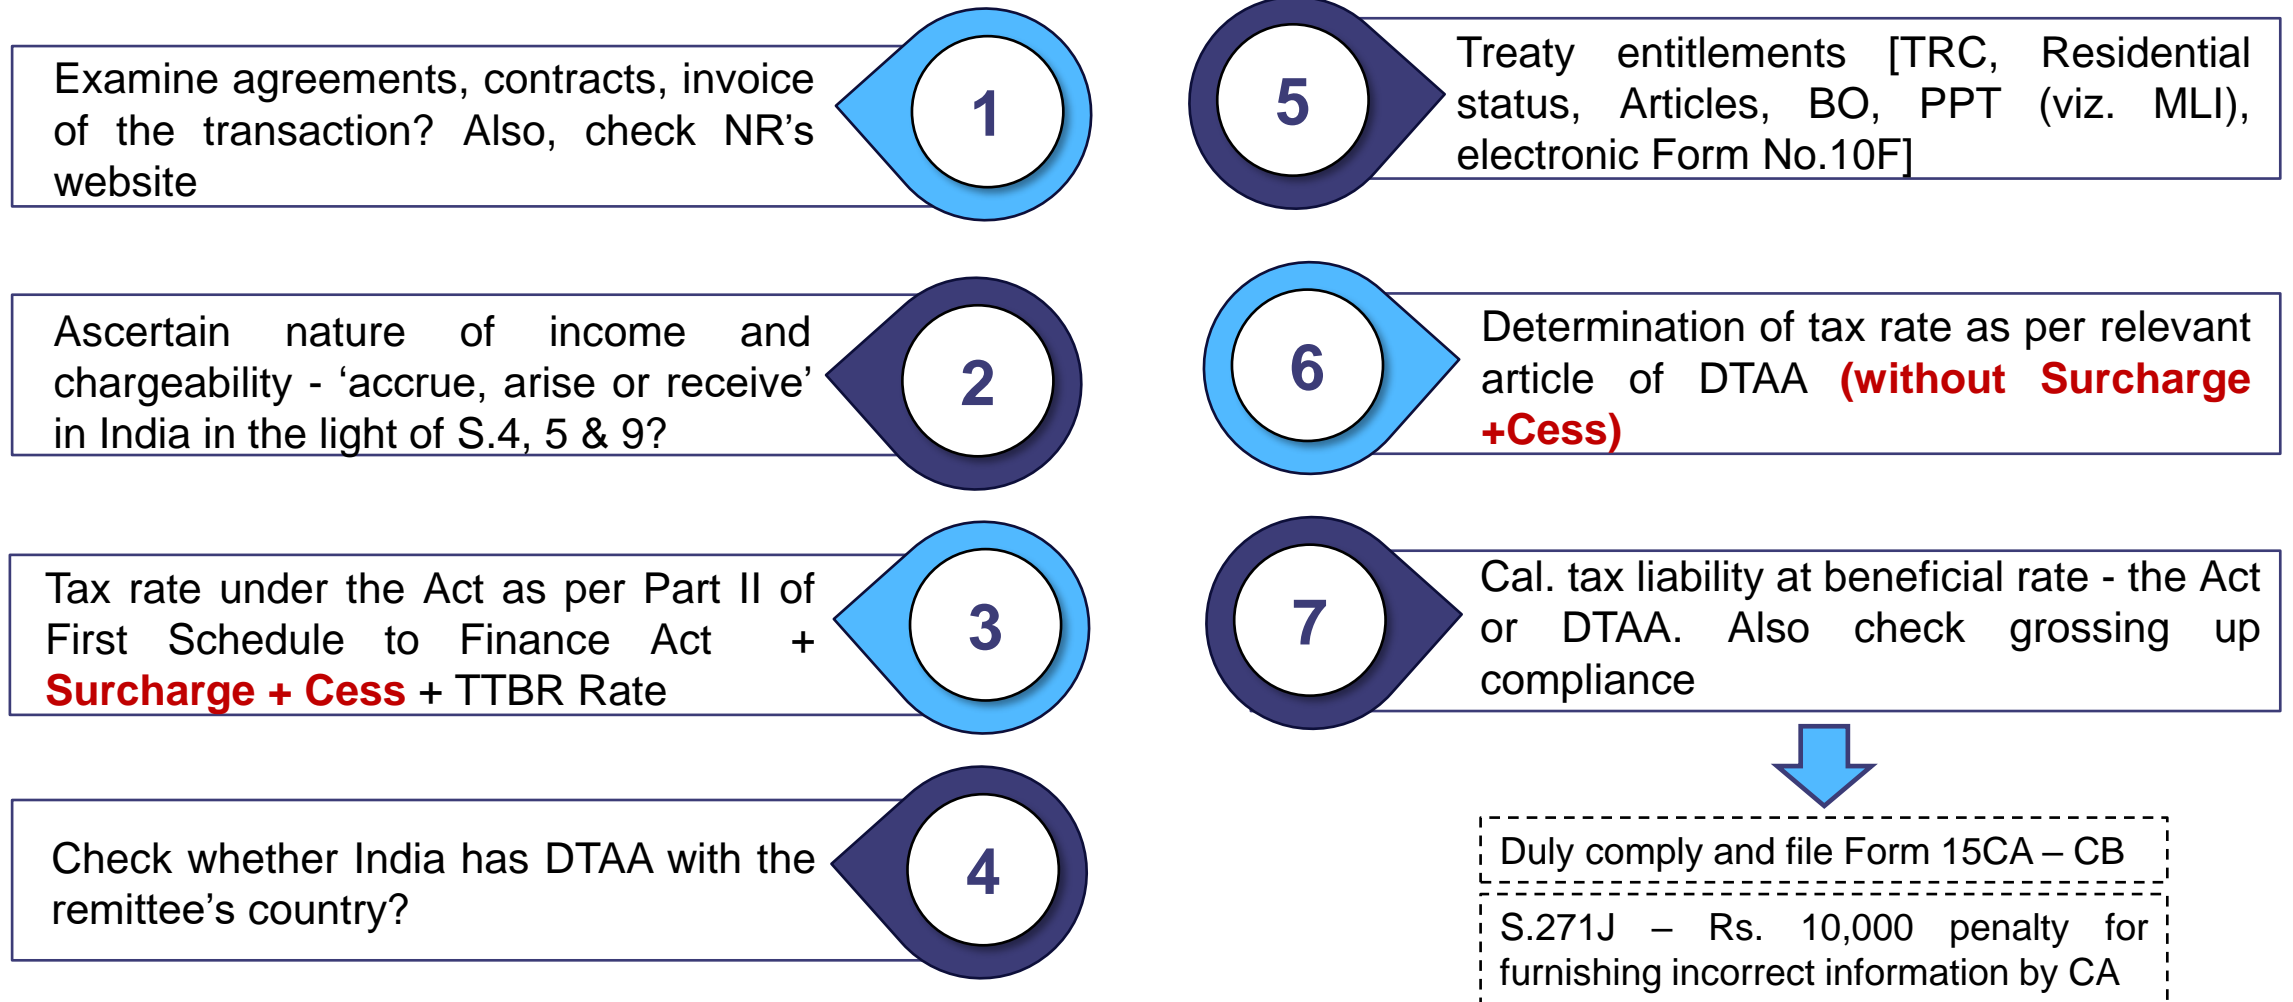 Examine agreements, contracts, invoice
of the transaction? Also, check NR’s
website
1
Ascertain nature of income and
chargeability - ‘accrue, arise or receive’
in India in the light of S.4, 5 & 9?
2
Tax rate under the Act as per Part II of
First Schedule to Finance Act +
Surcharge + Cess + TTBR Rate
3
Check whether India has DTAA with the
remittee’s country?
4
5
Treaty entitlements [TRC, Residential
status, Articles, BO, PPT (viz. MLI),
electronic Form No.10F]
6
Determination of tax rate as per relevant
article of DTAA (without Surcharge
+Cess)
7
Cal. tax liability at beneficial rate - the Act
or DTAA. Also check grossing up
compliance
Duly comply and file Form 15CA – CB
S.271J – Rs. 10,000 penalty for
furnishing incorrect information by CA